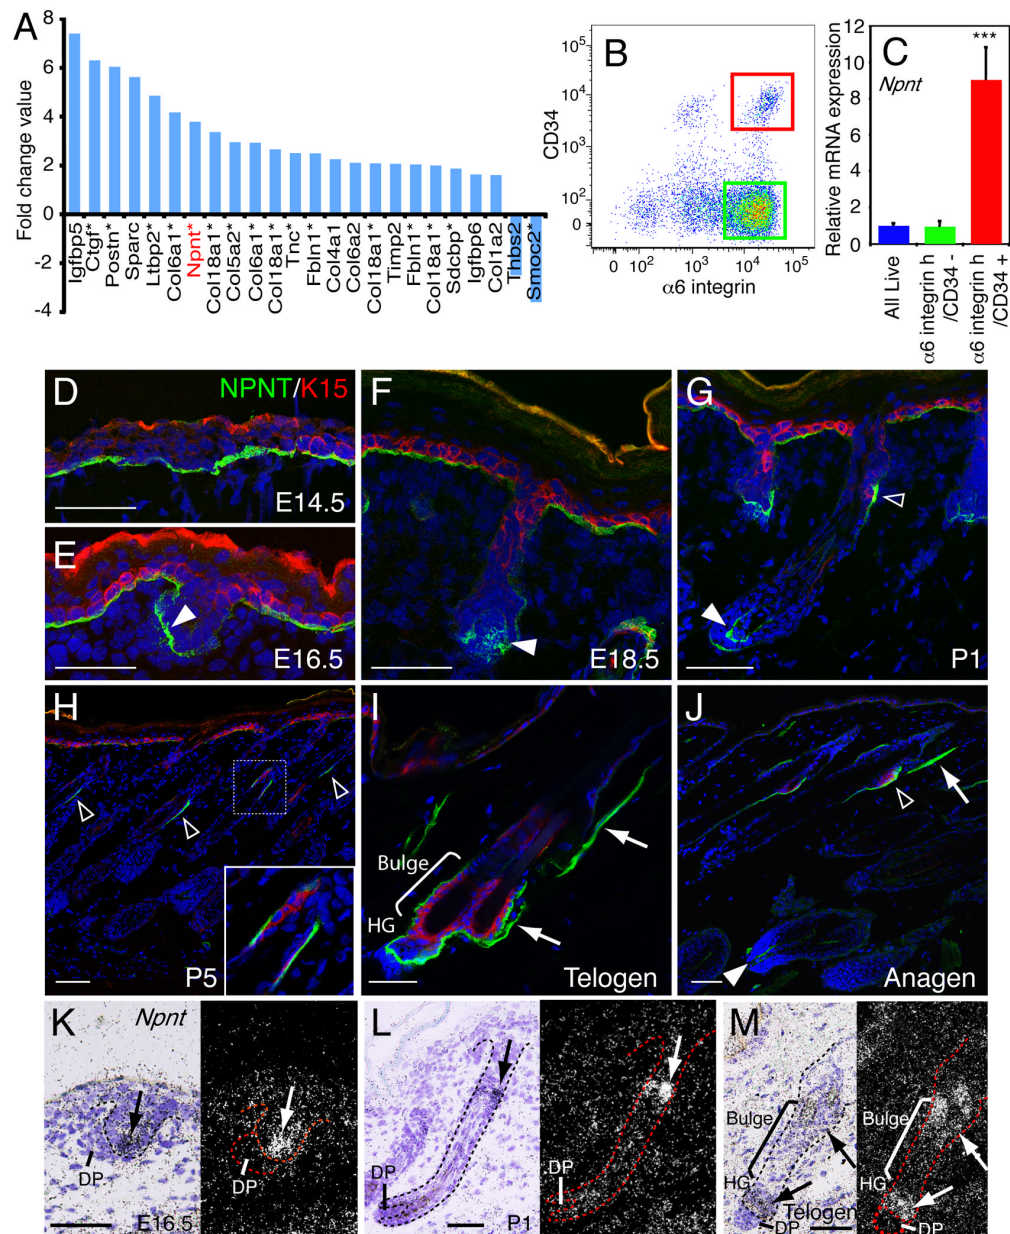 A
Fold change value
8
6
4
2
0
-2
-4
Igfbp5
Ctgf*
Postn*
Sparc
Ltbp2*
Col6a1*
Npnt*
Col18a1*
Col5a2*
Col6a1*
Col18a1*
Tnc*
Fbln1*
Col4a1
Col6a2
Col18a1*
Timp2
Fbln1*
Col18a1*
Sdcbp*
Igfbp6
Col1a2
Thbs2
Smoc2*
B
CD34
10⁵
10⁴
10³
10²
0
0 10² 10³ 10⁴ 10⁵
α6 integrin
C
Npnt
***
Relative mRNA expression
12
10
8
6
4
2
0
All Live
α6 integrin h
/CD34 -
α6 integrin h
/CD34 +
D
NPNT/K15
E14.5
E
E16.5
F
E18.5
G
P1
H
P5
I
Bulge
HG
Telogen
J
Anagen
K
Npnt
DP
E16.5
DP
L
DP
P1
DP
M
Bulge
HG
Telogen
DP
Bulge
HG
DP